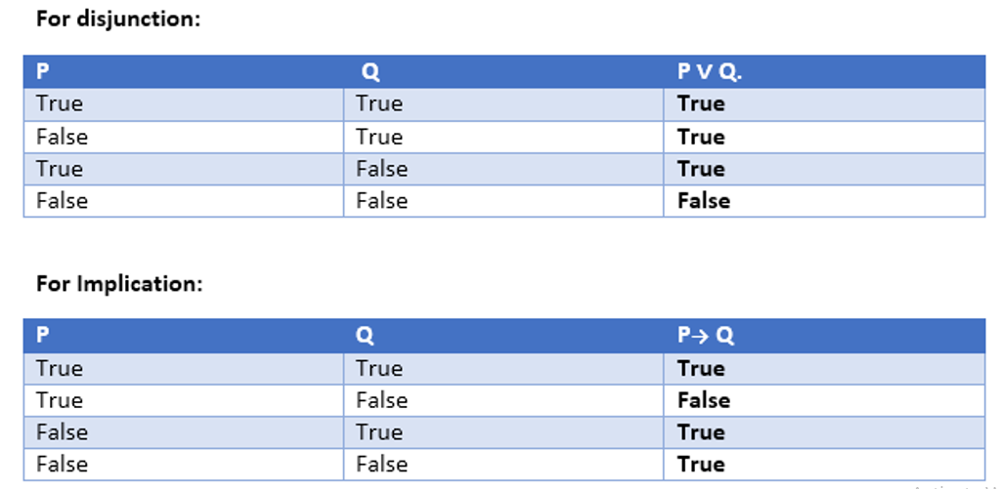 For disjunction:
P Q P ∨ Q.
True True True
False True True
True False True
False False False
For Implication:
P Q P→ Q
True True True
True False False
False True True
False False True